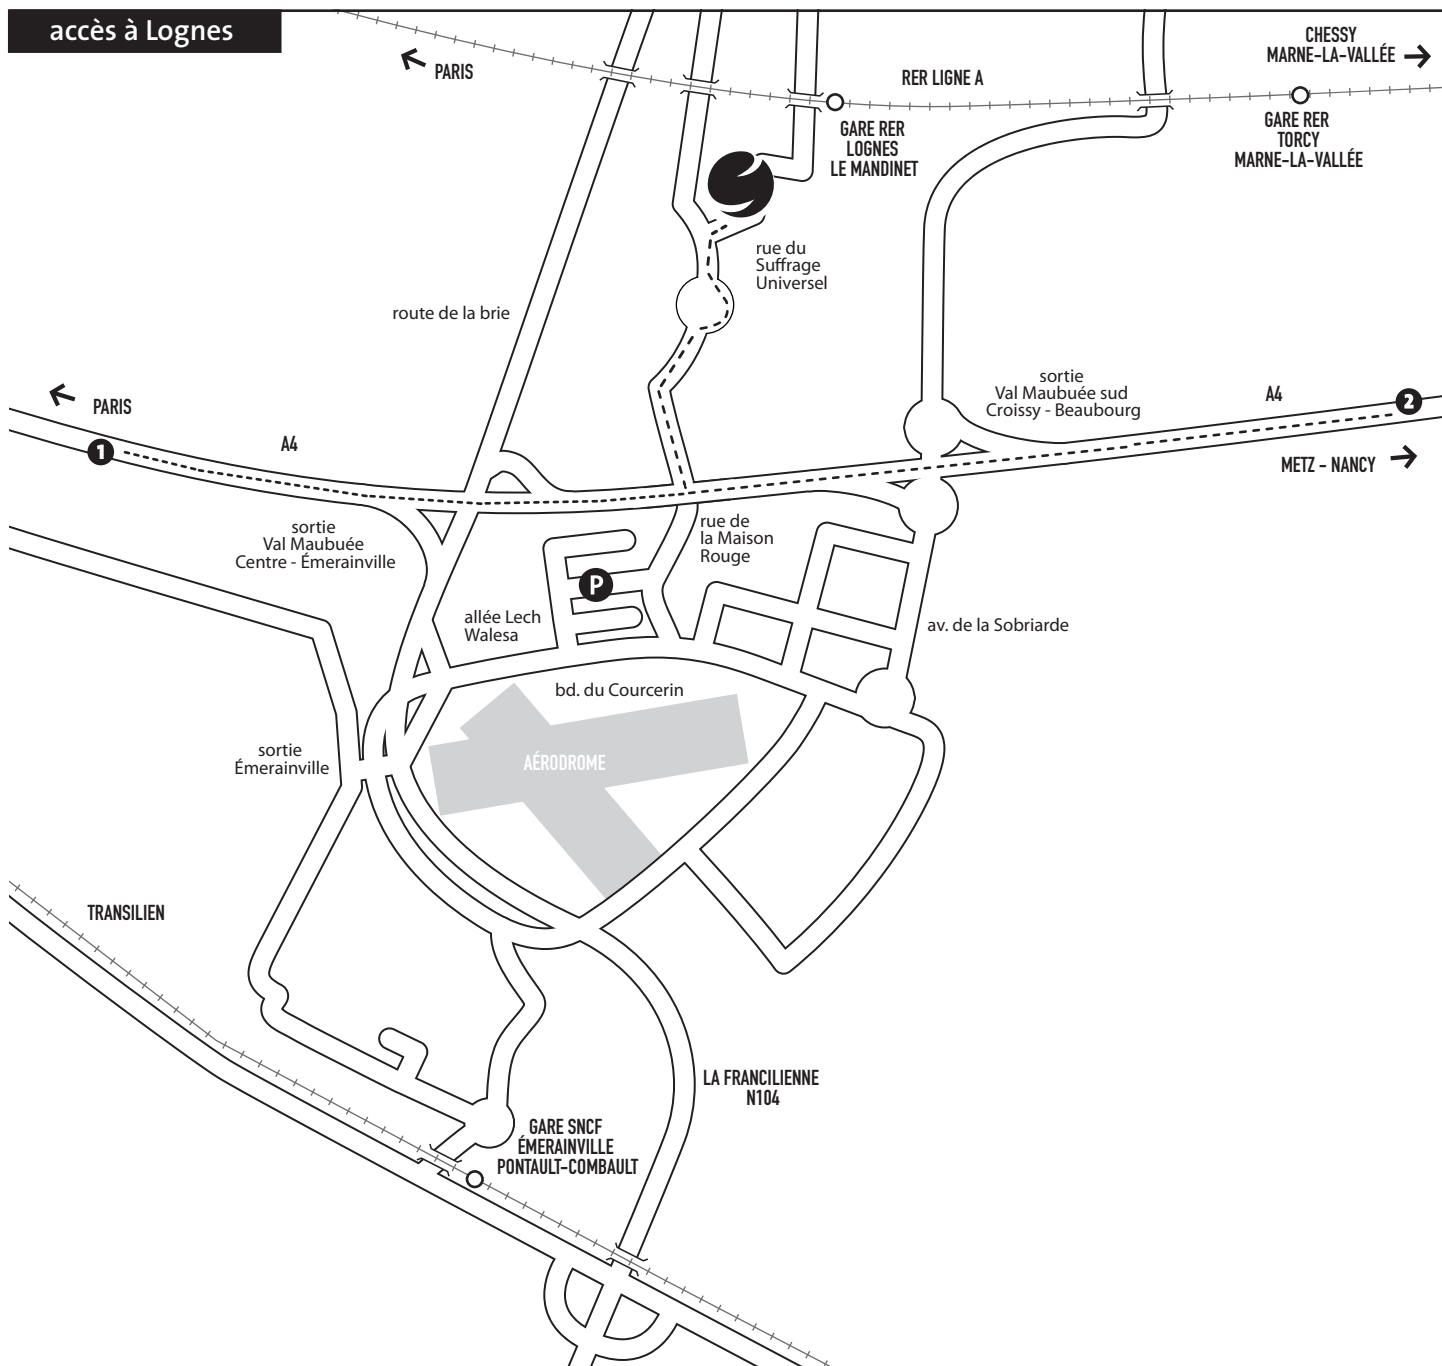 accès à Lognes
PARIS
RER LIGNE A
CHESSY
MARNE-LA-VALLÉE
GARE RER
LOGNES
LE MANDINET
GARE RER
TORCY
MARNE-LA-VALLÉE
rue du
Suffrage
Universel
route de la brie
PARIS
A4
1
sortie
Val Maubuée sud
Croissy - Beaubourg
A4
2
METZ - NANCY
sortie
Val Maubuée
Centre - Émerainville
rue de
la Maison
Rouge
P
allée Lech
Walesa
av. de la Sobriarde
bd. du Courcerin
sortie
Émerainville
AÉRODROME
TRANSILIEN
LA FRANCILIENNE
N104
GARE SNCF
ÉMERAINVILLE
PONTAULT-COMBAULT